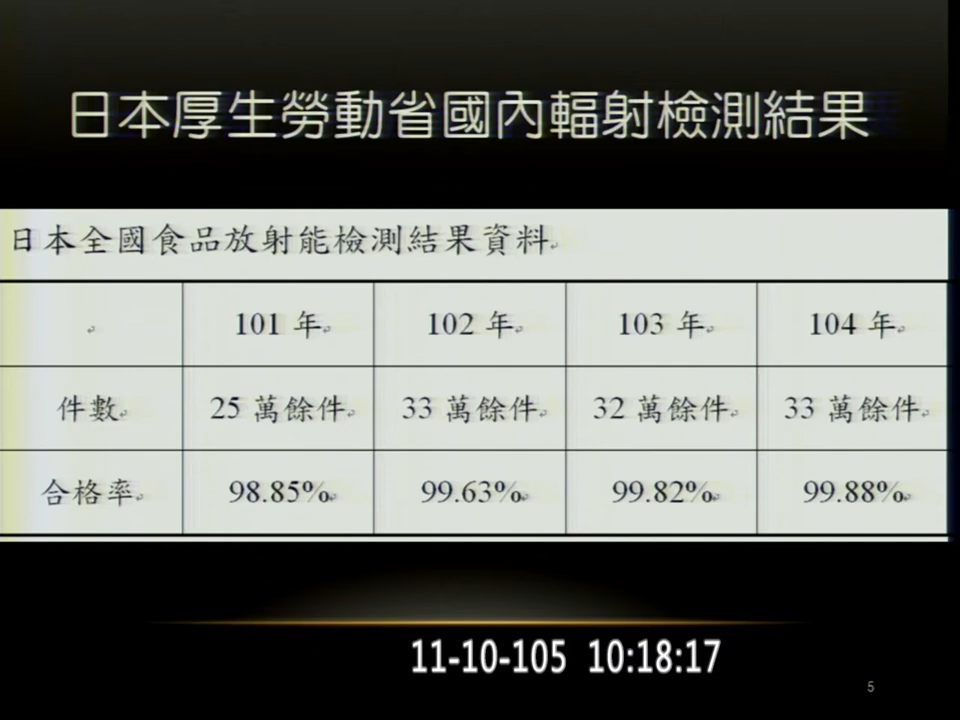 日本厚生勞動省國內輻射檢測結果
日本全國食品放射能檢測結果資料
101 年 102 年 103 年 104 年
件數 25 萬餘件 33 萬餘件 32 萬餘件 33 萬餘件
合格率 98.85% 99.63% 99.82% 99.88%
11-10-105 10:18:17
5